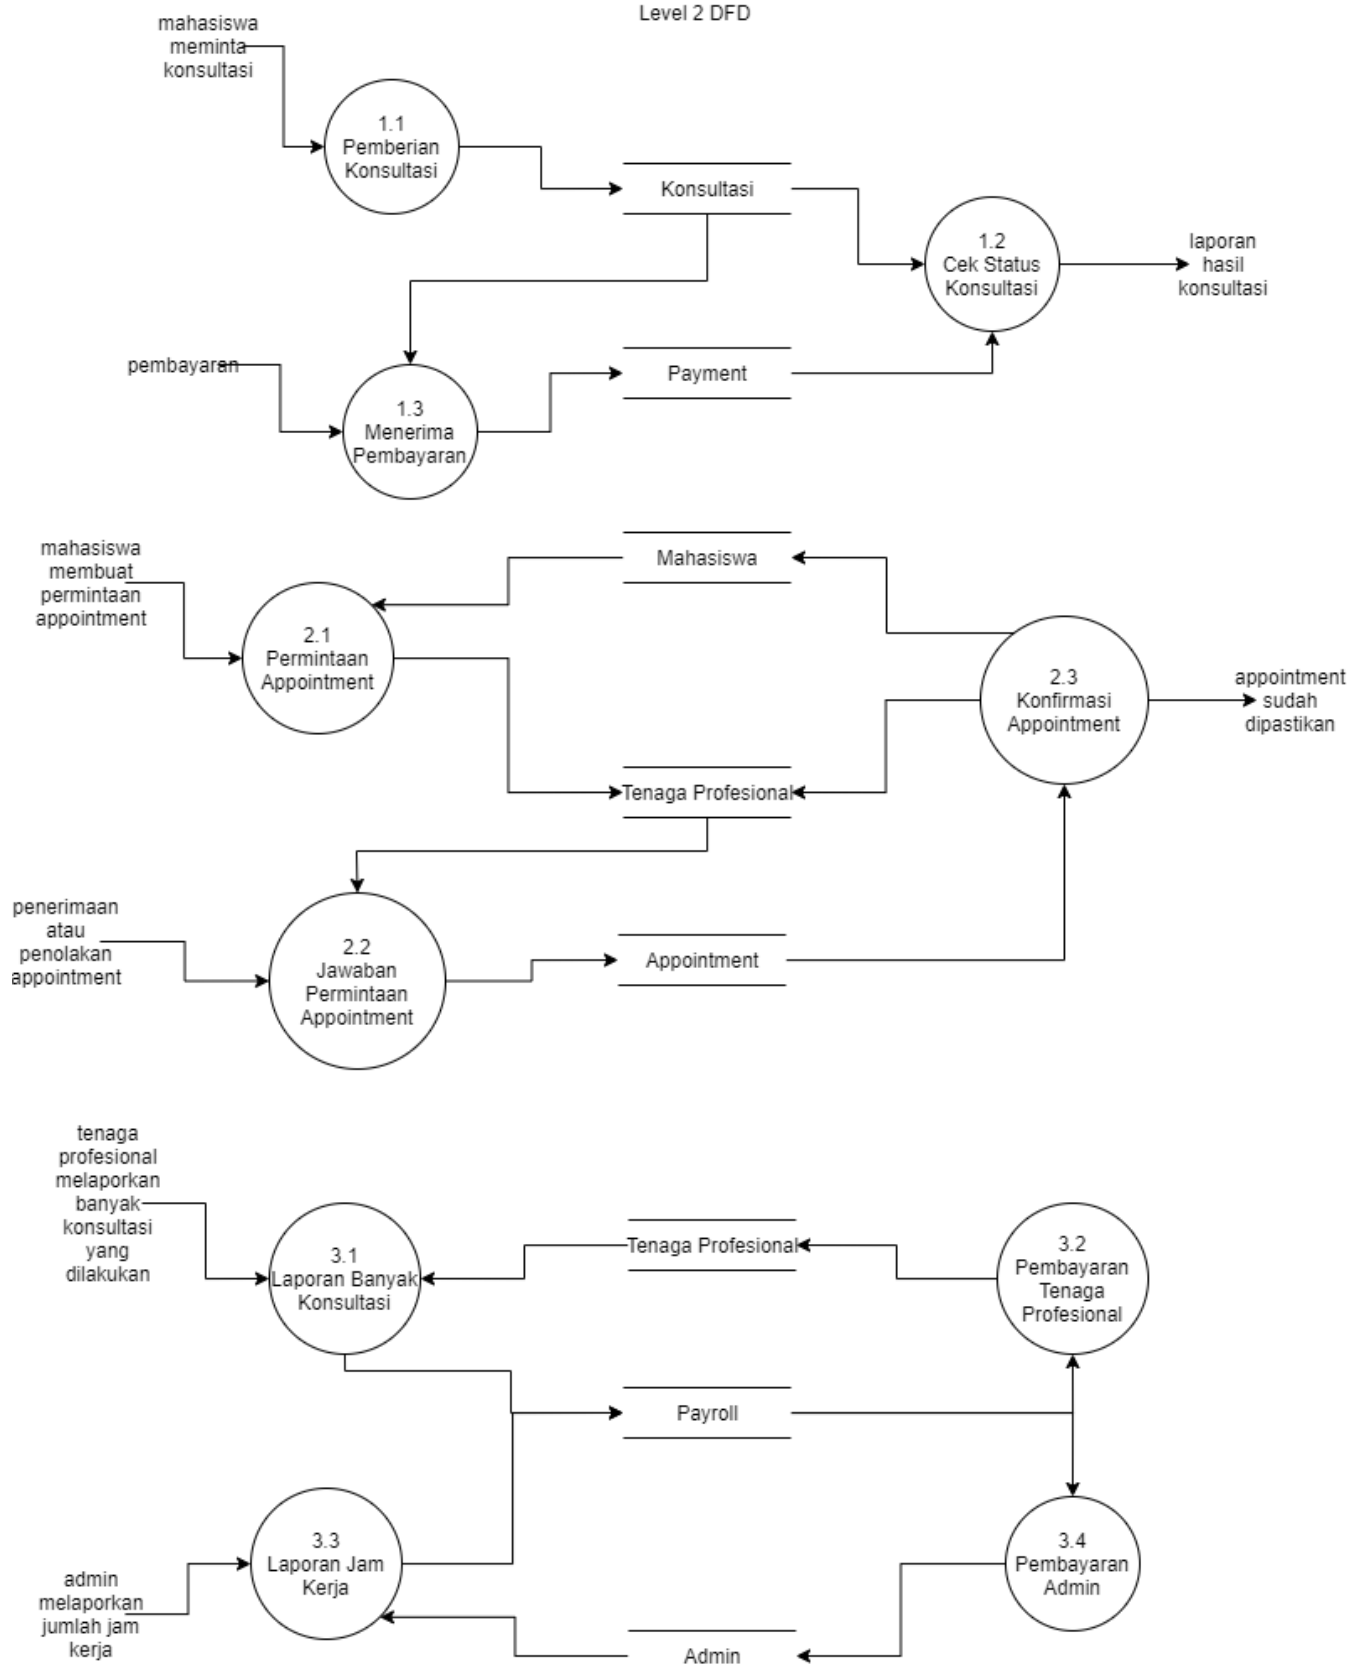 Level 2 DFD
mahasiswa
meminta
konsultasi
1.1
Pemberian
Konsultasi
Konsultasi
1.2
Cek Status
Konsultasi
laporan
hasil
konsultasi
pembayaran
Payment
1.3
Menerima
Pembayaran
mahasiswa
membuat
permintaan
appointment
Mahasiswa
2.1
Permintaan
Appointment
2.3
Konfirmasi
Appointment
appointment
sudah
dipastikan
Tenaga Profesional
penerimaan
atau
penolakan
appointment
2.2
Jawaban
Permintaan
Appointment
Appointment
tenaga
profesional
melaporkan
banyak
konsultasi
yang
dilakukan
3.1
Laporan Banyak
Konsultasi
Tenaga Profesional
3.2
Pembayaran
Tenaga
Profesional
Payroll
3.3
Laporan Jam
Kerja
3.4
Pembayaran
Admin
admin
melaporkan
jumlah jam
kerja
Admin